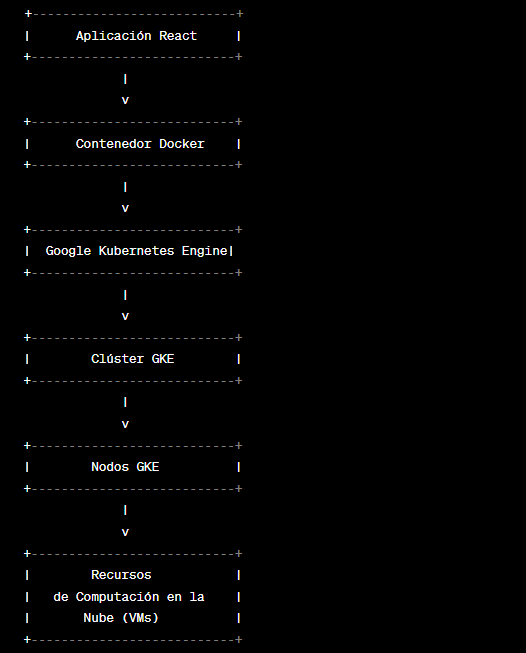 +---------------------------+
|      Aplicación React     |
+---------------------------+
             |
             v
+---------------------------+
|      Contenedor Docker    |
+---------------------------+
             |
             v
+---------------------------+
|  Google Kubernetes Engine|
+---------------------------+
             |
             v
+---------------------------+
|        Clúster GKE        |
+---------------------------+
             |
             v
+---------------------------+
|        Nodos GKE          |
+---------------------------+
             |
             v
+---------------------------+
|        Recursos           |
|   de Computación en la    |
|       Nube (VMs)          |
+---------------------------+